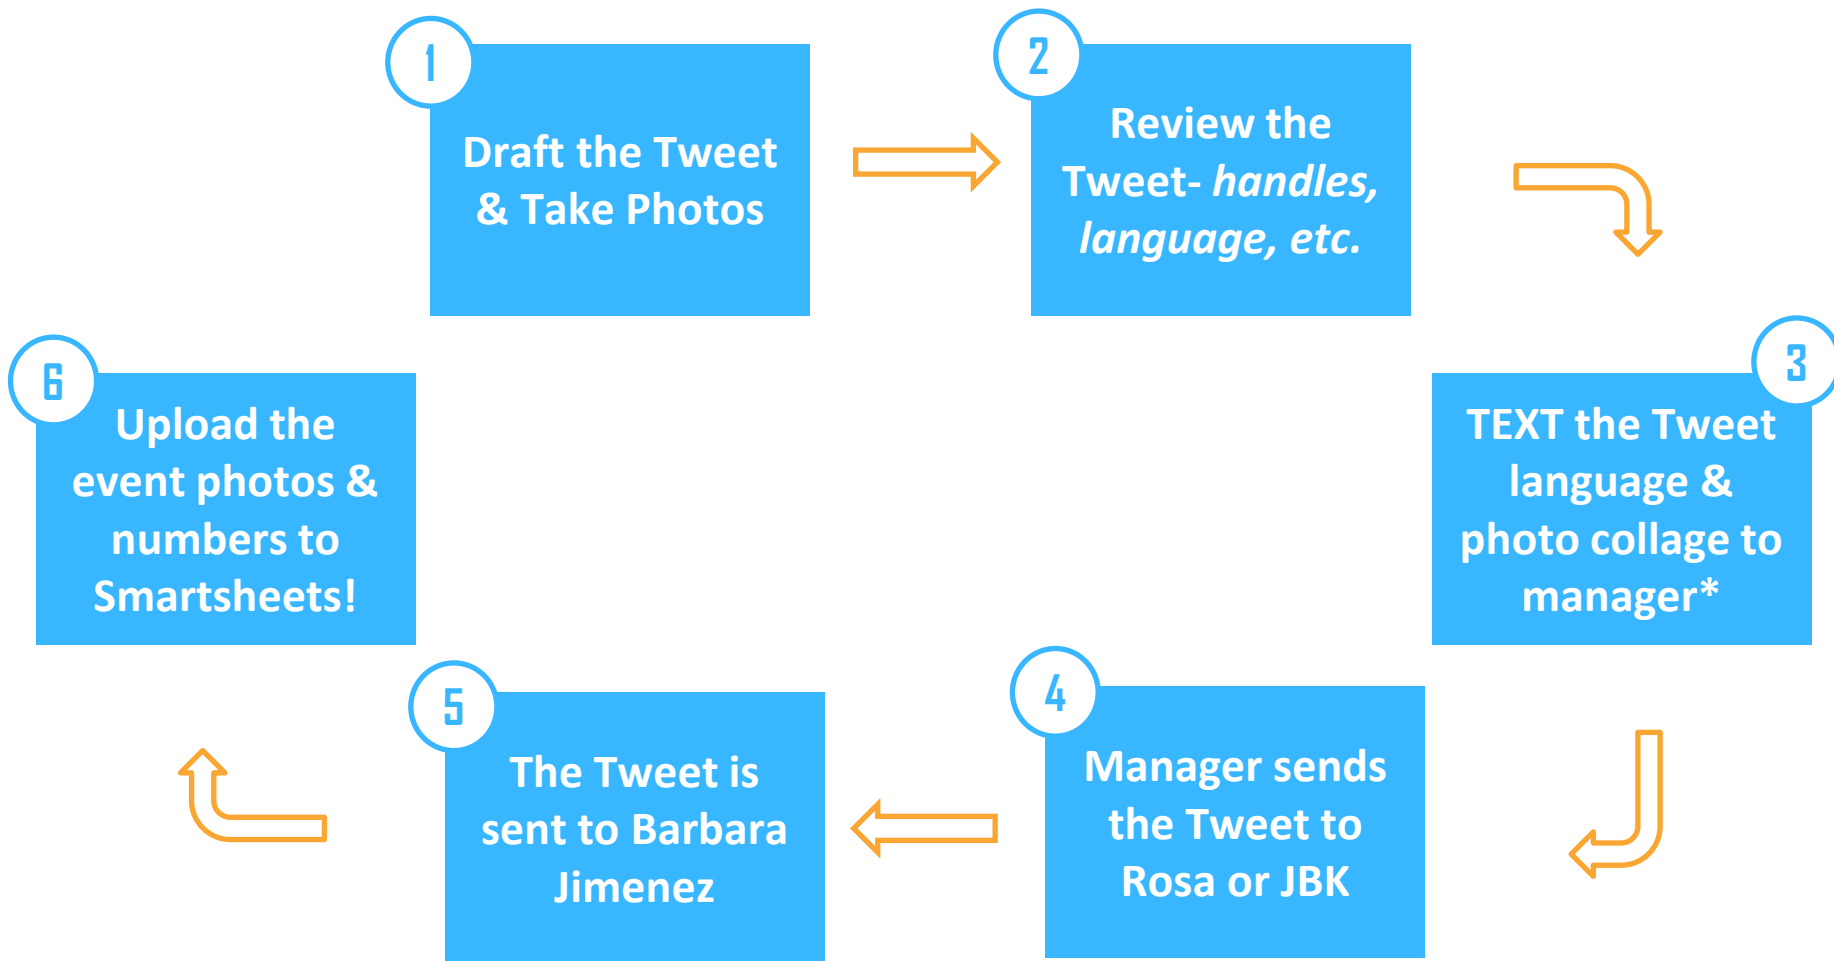 1
Draft the Tweet
& Take Photos
2
Review the
Tweet- handles,
language, etc.
3
TEXT the Tweet
language &
photo collage to
manager*
4
Manager sends
the Tweet to
Rosa or JBK
5
The Tweet is
sent to Barbara
Jimenez
6
Upload the
event photos &
numbers to
Smartsheets!